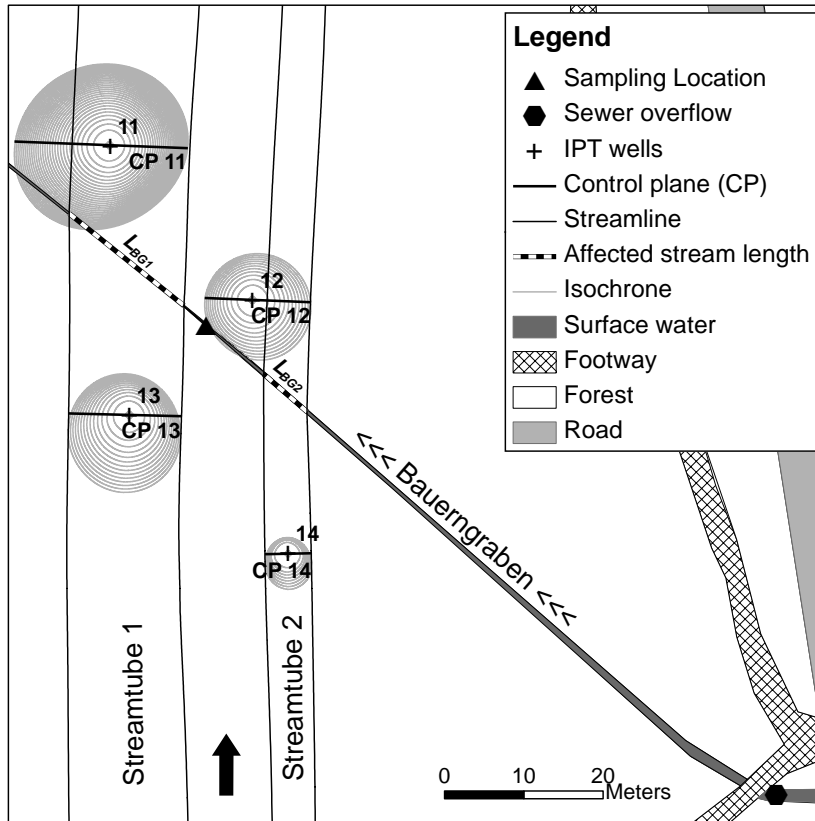 Legend
Sampling Location
Sewer overflow
IPT wells
Control plane (CP)
Streamline
Affected stream length
Isochrone
Surface water
Footway
Forest
Road
11
CP 11
L_BG1
12
CP 12
L_BG2
13
CP 13
14
CP 14
<<< Bauerngraben <<<
Streamtube 1
Streamtube 2
0 10 20
Meters